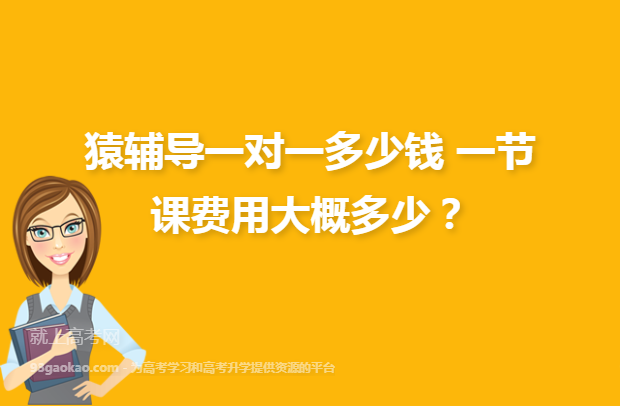 猿辅导一对一多少钱 一节
课费用大概多少？
就上高考网
93gaokao.com - 为高考学习和高考升学提供资源的平台